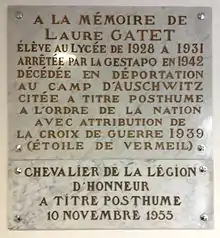 A LA MÉMOIRE DE
LAURE GATET
ÉLÈVE AU LYCÉE DE 1928 A 1931
ARRÊTÉE PAR LA GESTAPO EN 1942
DÉCÉDÉE EN DÉPORTATION
AU CAMP D'AUSCHWITZ
CITÉE A TITRE POSTHUME
A L'ORDRE DE LA NATION
AVEC ATTRIBUTION DE
LA CROIX DE GUERRE 1939
(ÉTOILE DE VERMEIL)
CHEVALIER DE LA LÉGION
D'HONNEUR
A TITRE POSTHUME
10 NOVEMBRE 1955